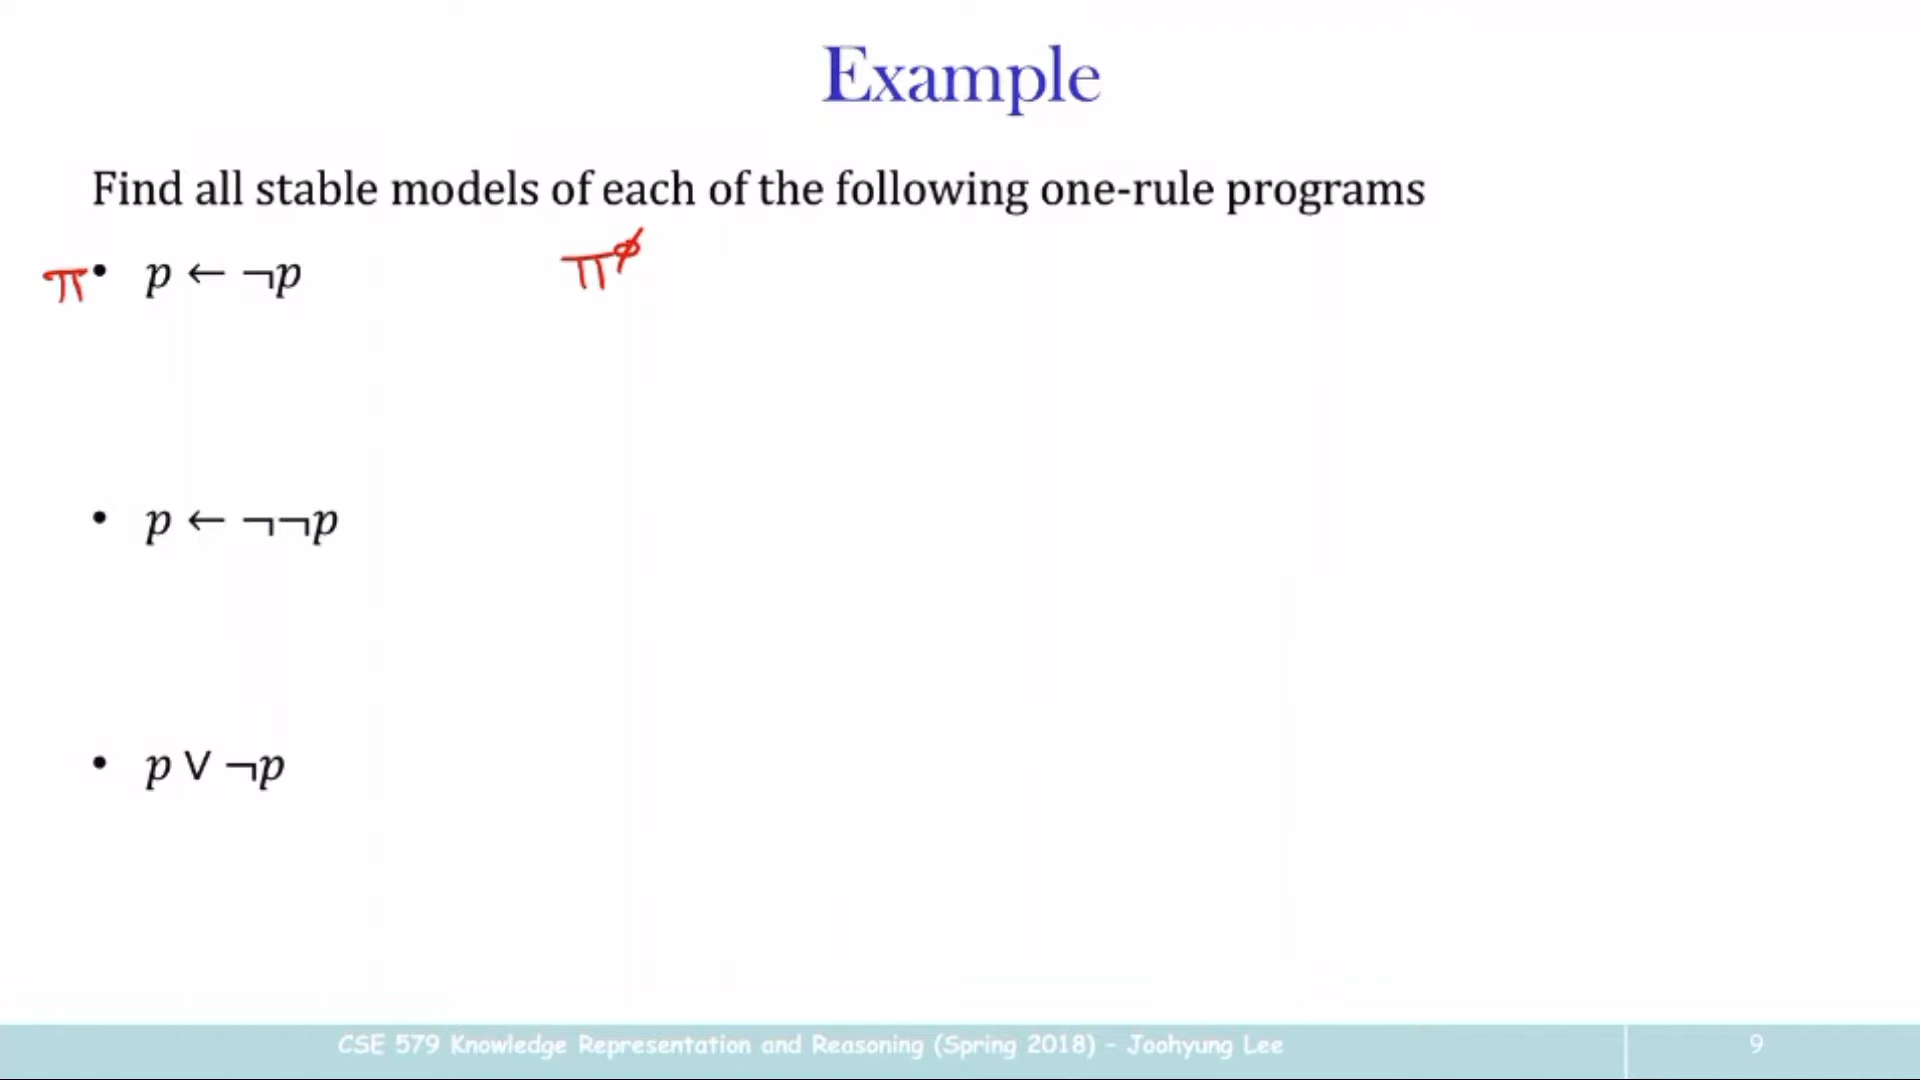 Example
Find all stable models of each of the following one-rule programs
π • p ← ¬p π^∅
• p ← ¬¬p
• p ∨ ¬p
CSE 579 Knowledge Representation and Reasoning (Spring 2018) - Joohyung Lee 9